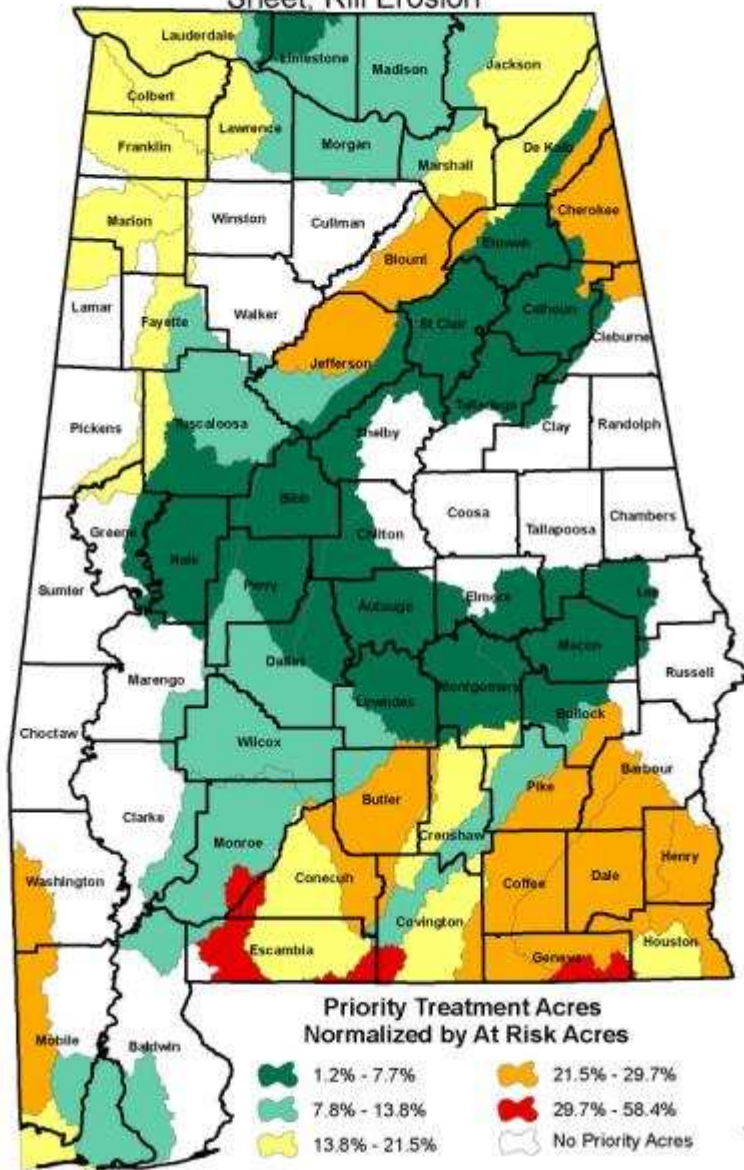 Sheet, Rill Erosion
Lauderdale
Limestone
Madison
Jackson
Colbert
Lawrence
Franklin
Morgan
Marshall
De Kalb
Marion
Winston
Cullman
Cherokee
Etowah
Blount
Lamar
Fayette
Walker
St Clair
Calhoun
Cleburne
Jefferson
Talladega
Pickens
Tuscaloosa
Shelby
Clay
Randolph
Greene
Hale
Bibb
Chilton
Coosa
Tallapoosa
Chambers
Sumter
Perry
Autauga
Elmore
Lee
Macon
Marengo
Dallas
Lowndes
Montgomery
Russell
Choctaw
Wilcox
Bullock
Barbour
Clarke
Butler
Pike
Crenshaw
Monroe
Washington
Conecuh
Coffee
Dale
Henry
Covington
Escambia
Geneva
Houston
Mobile
Baldwin
Priority Treatment Acres
Normalized by At Risk Acres
1.2% - 7.7%
21.5% - 29.7%
7.8% - 13.8%
29.7% - 58.4%
13.8% - 21.5%
No Priority Acres